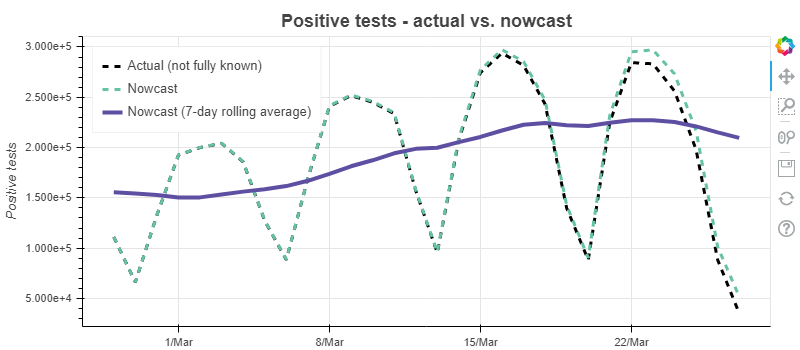 Positive tests - actual vs. nowcast
3.000e+5
2.500e+5
2.000e+5
1.500e+5
1.000e+5
5.000e+4
Positive tests
Actual (not fully known)
Nowcast
Nowcast (7-day rolling average)
1/Mar
8/Mar
15/Mar
22/Mar